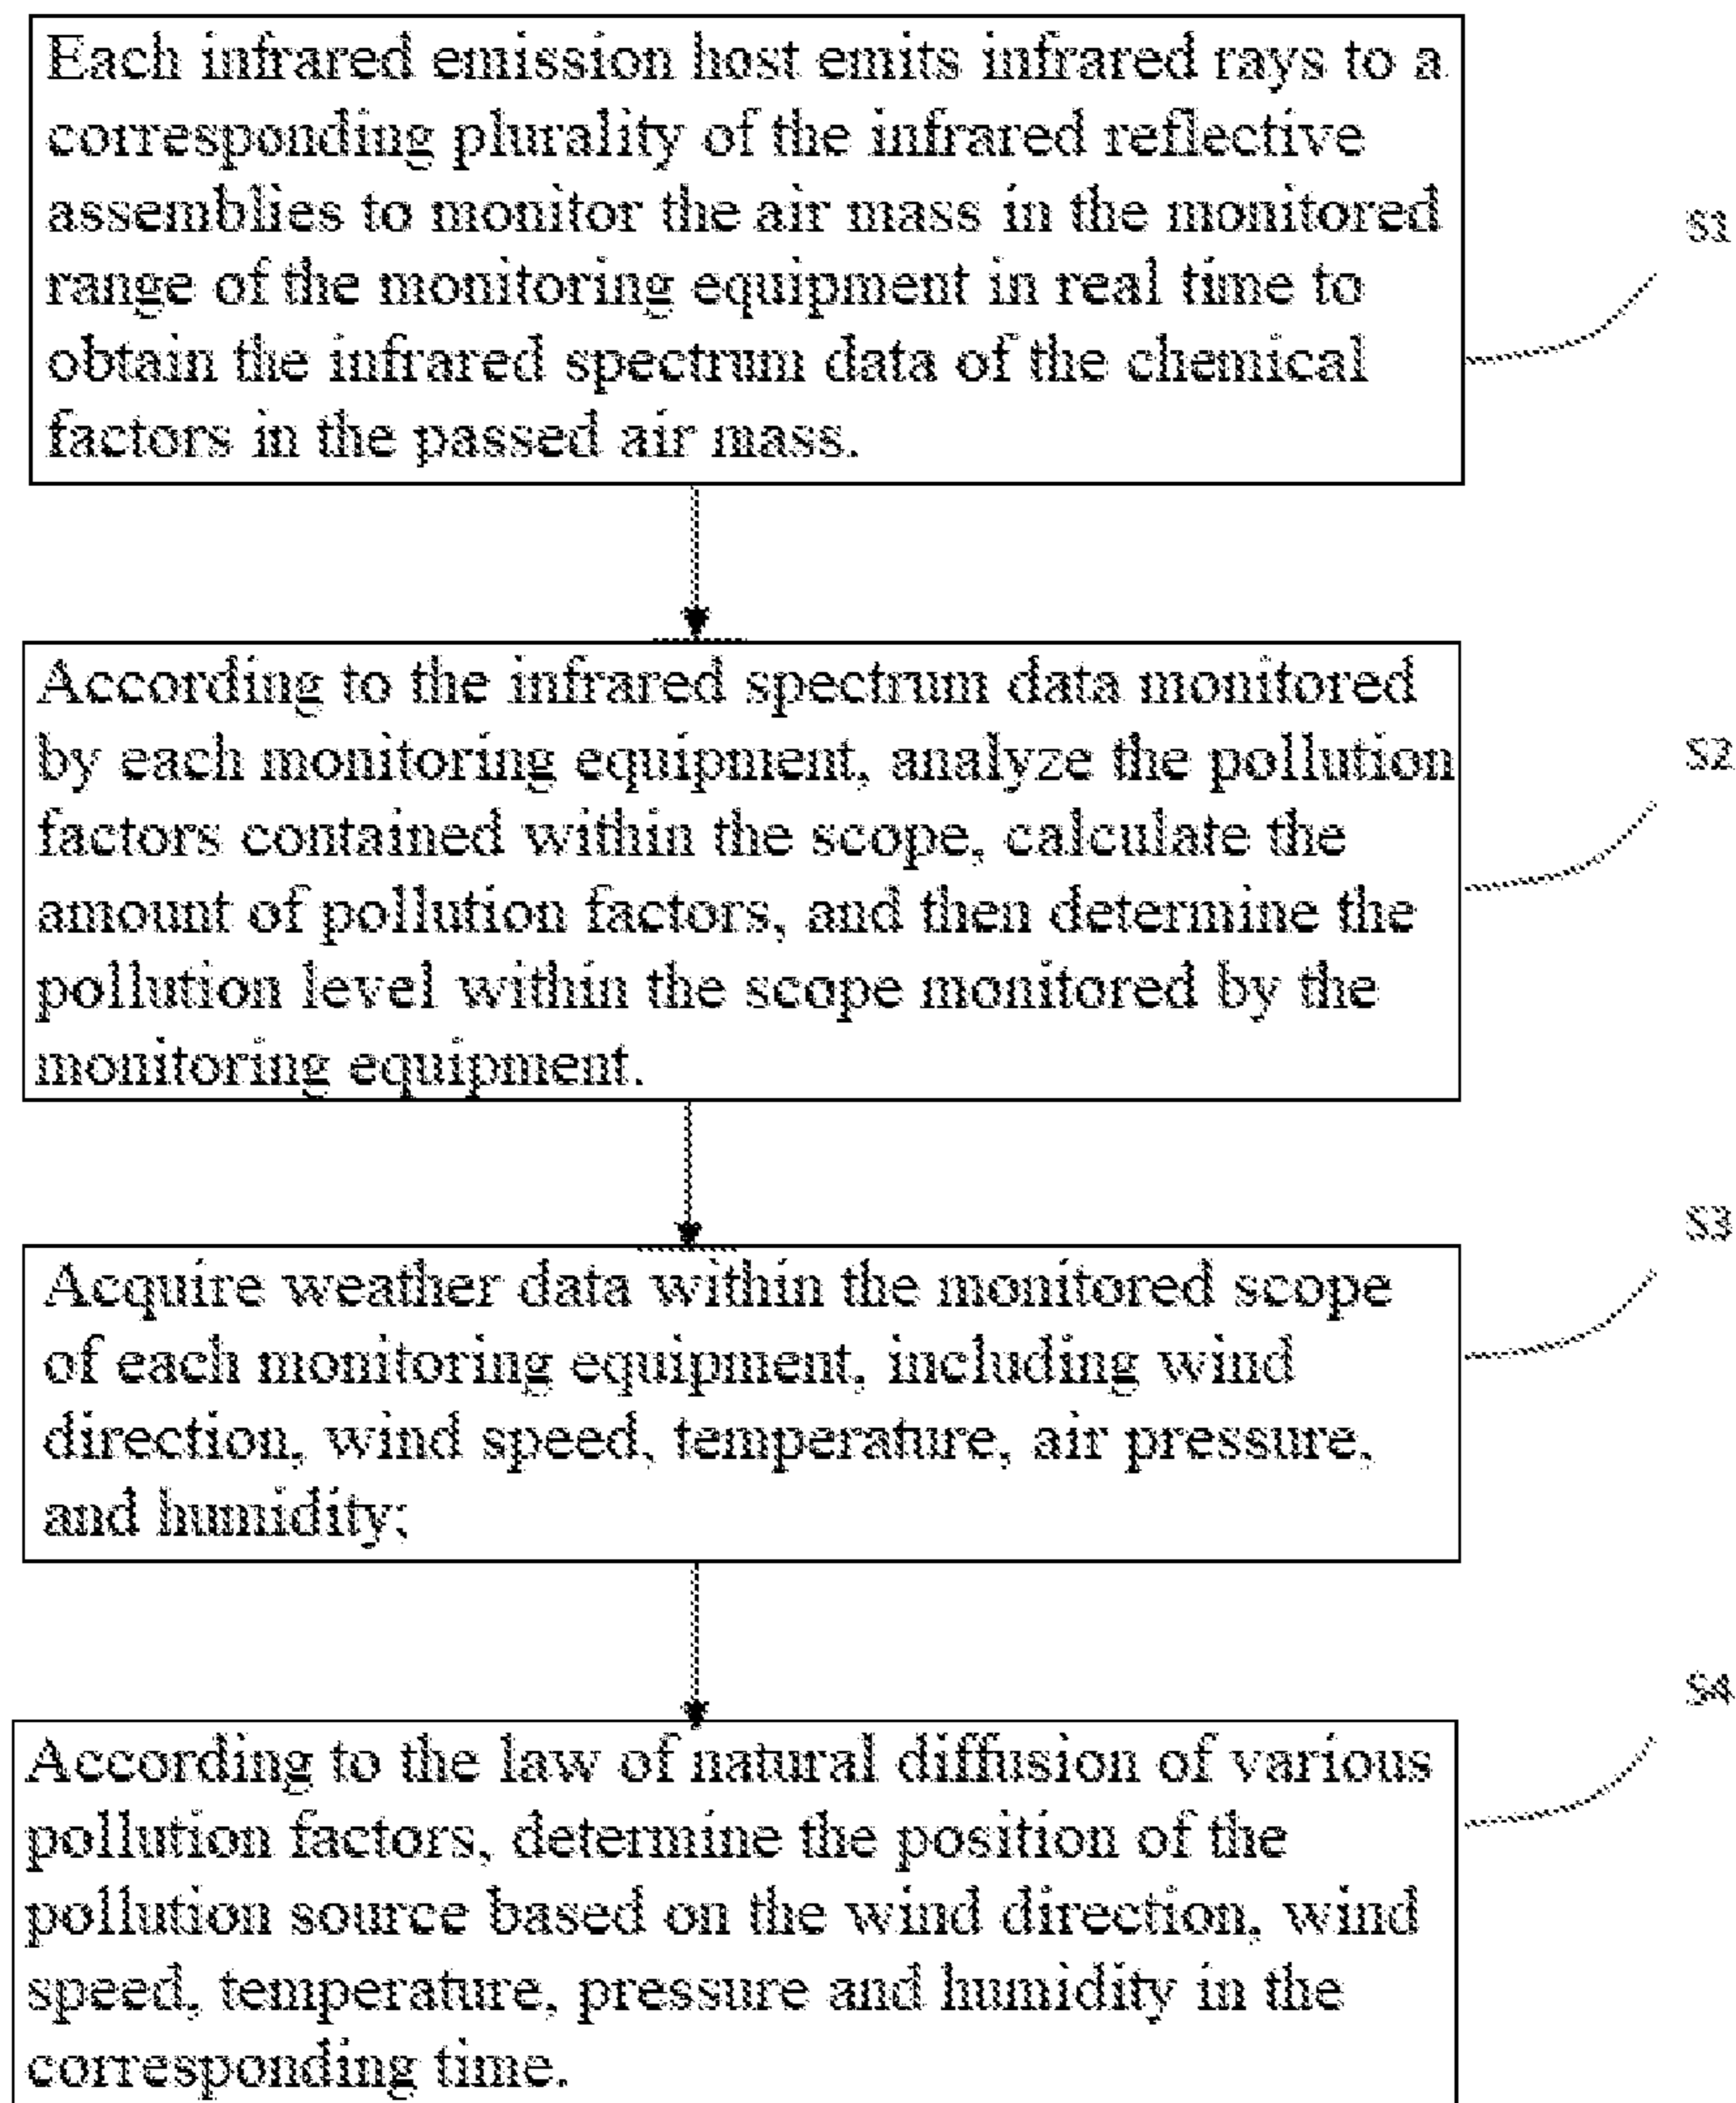 Each infrared emission host emits infrared rays to a
corresponding plurality of the infrared reflective
assemblies to monitor the air mass in the monitored
range of the monitoring equipment in real time to
obtain the infrared spectrum data of the chemical
factors in the passed air mass.
S1
According to the infrared spectrum data monitored
by each monitoring equipment, analyze the pollution
factors contained within the scope, calculate the
amount of pollution factors, and then determine the
pollution level within the scope monitored by the
monitoring equipment.
S2
Acquire weather data within the monitored scope
of each monitoring equipment, including wind
direction, wind speed, temperature, air pressure,
and humidity;
S3
According to the law of natural diffusion of various
pollution factors, determine the position of the
pollution source based on the wind direction, wind
speed, temperature, pressure and humidity in the
corresponding time.
S4